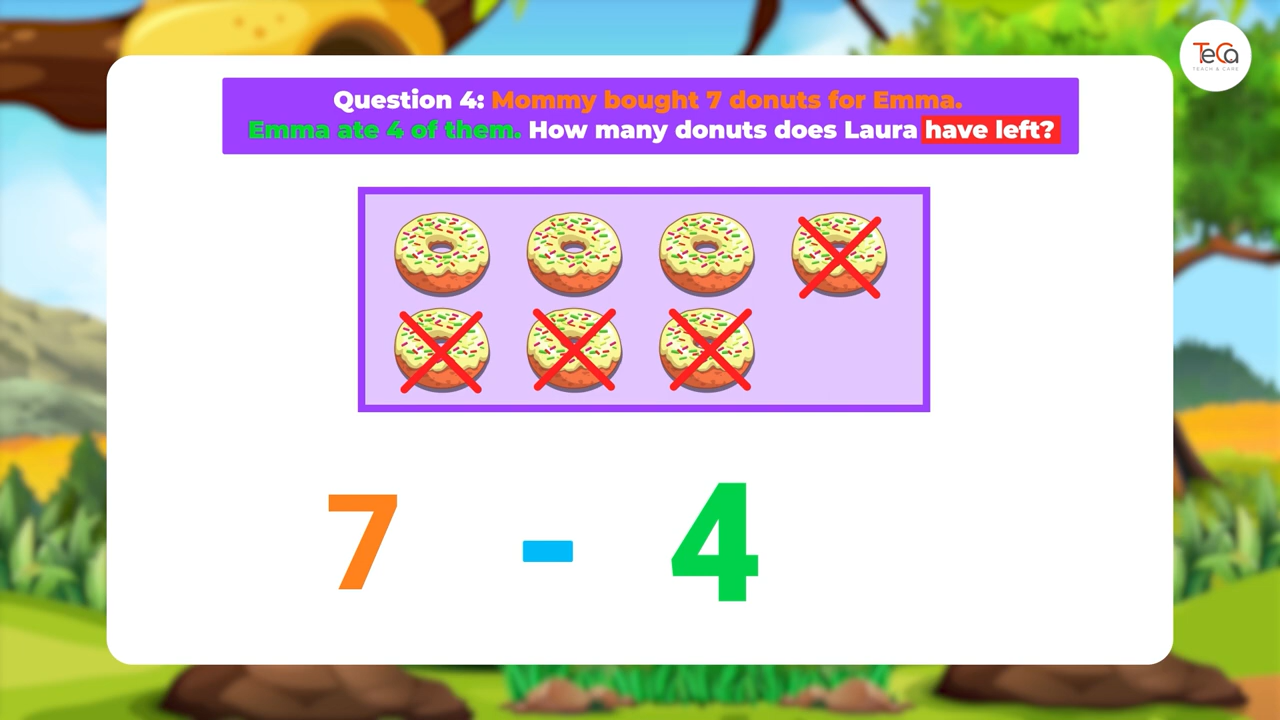 TeCa
TEACH & CARE
Question 4: Mommy bought 7 donuts for Emma.
Emma ate 4 of them. How many donuts does Laura have left?
7 - 4